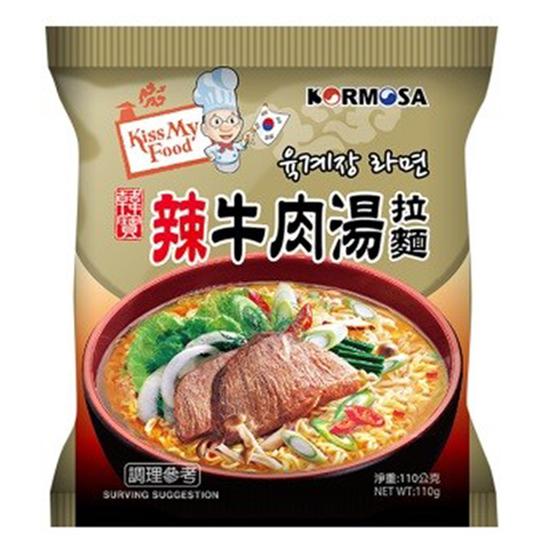 Kiss My
Food
KORMOSA
육계장 라면
韓寶
辣牛肉湯拉麵
調理參考
SURVING SUGGESTION
淨重:110公克
NET WT:110g